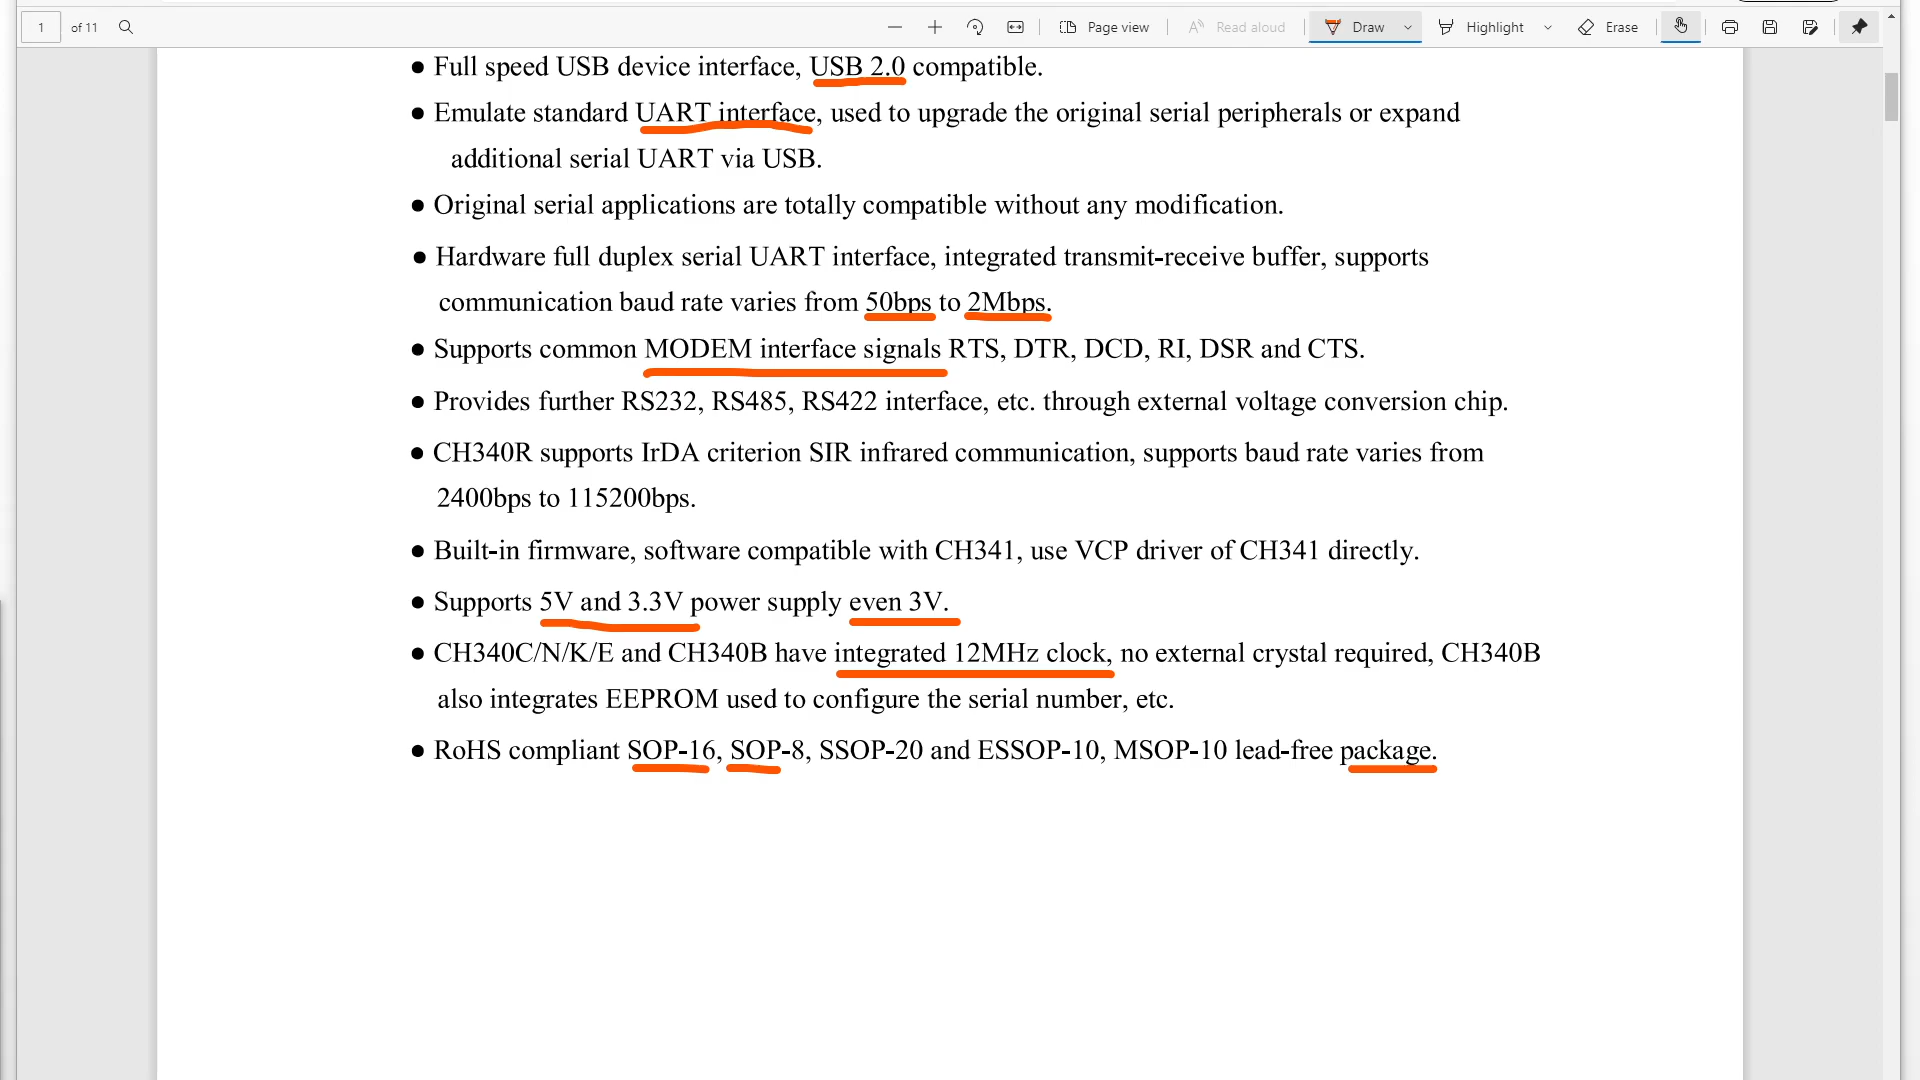 1 of 11 Page view Read aloud Draw Highlight Erase
● Full speed USB device interface, USB 2.0 compatible.
● Emulate standard UART interface, used to upgrade the original serial peripherals or expand
additional serial UART via USB.
● Original serial applications are totally compatible without any modification.
● Hardware full duplex serial UART interface, integrated transmit-receive buffer, supports
communication baud rate varies from 50bps to 2Mbps.
● Supports common MODEM interface signals RTS, DTR, DCD, RI, DSR and CTS.
● Provides further RS232, RS485, RS422 interface, etc. through external voltage conversion chip.
● CH340R supports IrDA criterion SIR infrared communication, supports baud rate varies from
2400bps to 115200bps.
● Built-in firmware, software compatible with CH341, use VCP driver of CH341 directly.
● Supports 5V and 3.3V power supply even 3V.
● CH340C/N/K/E and CH340B have integrated 12MHz clock, no external crystal required, CH340B
also integrates EEPROM used to configure the serial number, etc.
● RoHS compliant SOP-16, SOP-8, SSOP-20 and ESSOP-10, MSOP-10 lead-free package.